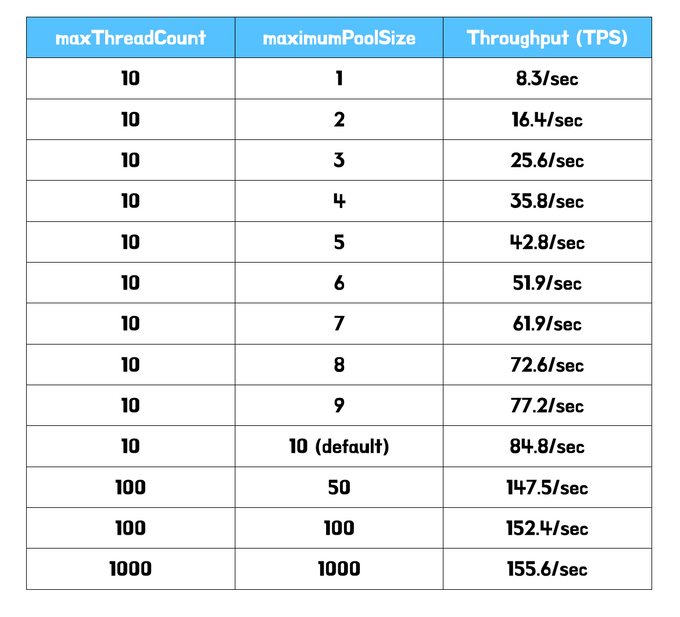 maxThreadCount maximumPoolSize Throughput (TPS)
10 1 8.3/sec
10 2 16.4/sec
10 3 25.6/sec
10 4 35.8/sec
10 5 42.8/sec
10 6 51.9/sec
10 7 61.9/sec
10 8 72.6/sec
10 9 77.2/sec
10 10 (default) 84.8/sec
100 50 147.5/sec
100 100 152.4/sec
1000 1000 155.6/sec